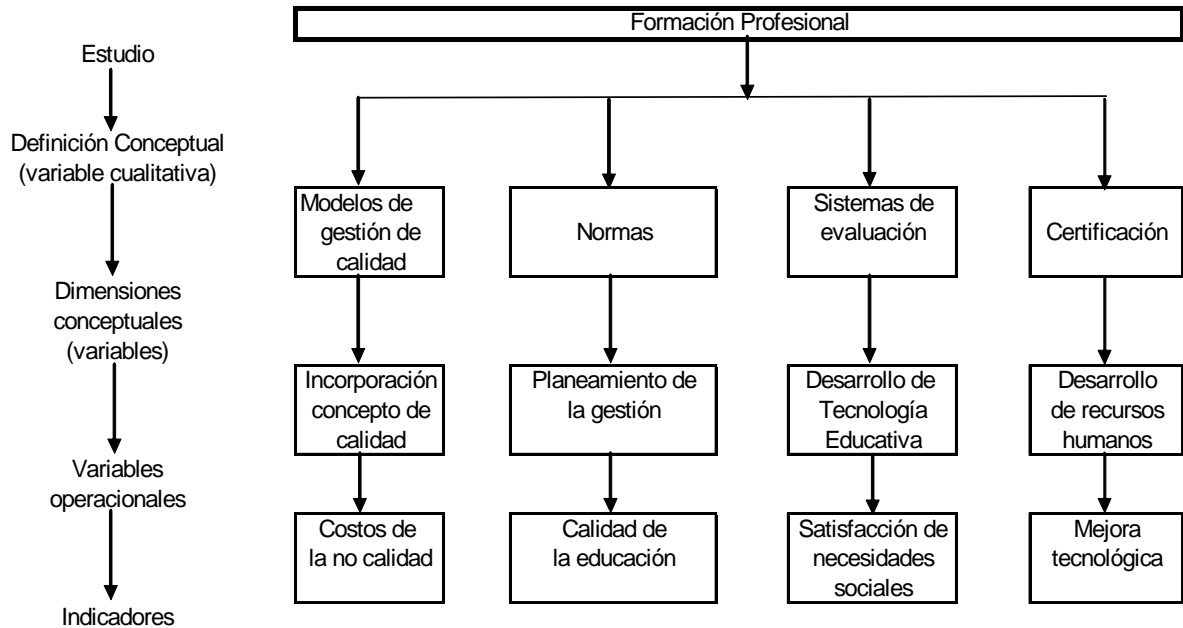 Formación Profesional
Estudio
Definición Conceptual
(variable cualitativa)
Dimensiones
conceptuales
(variables)
Variables
operacionales
Indicadores
Modelos de
gestión de
calidad
Normas
Sistemas de
evaluación
Certificación
Incorporación
concepto de
calidad
Planeamiento de
la gestión
Desarrollo de
Tecnología
Educativa
Desarrollo
de recursos
humanos
Costos de
la no calidad
Calidad de
la educación
Satisfacción de
necesidades
sociales
Mejora
tecnológica